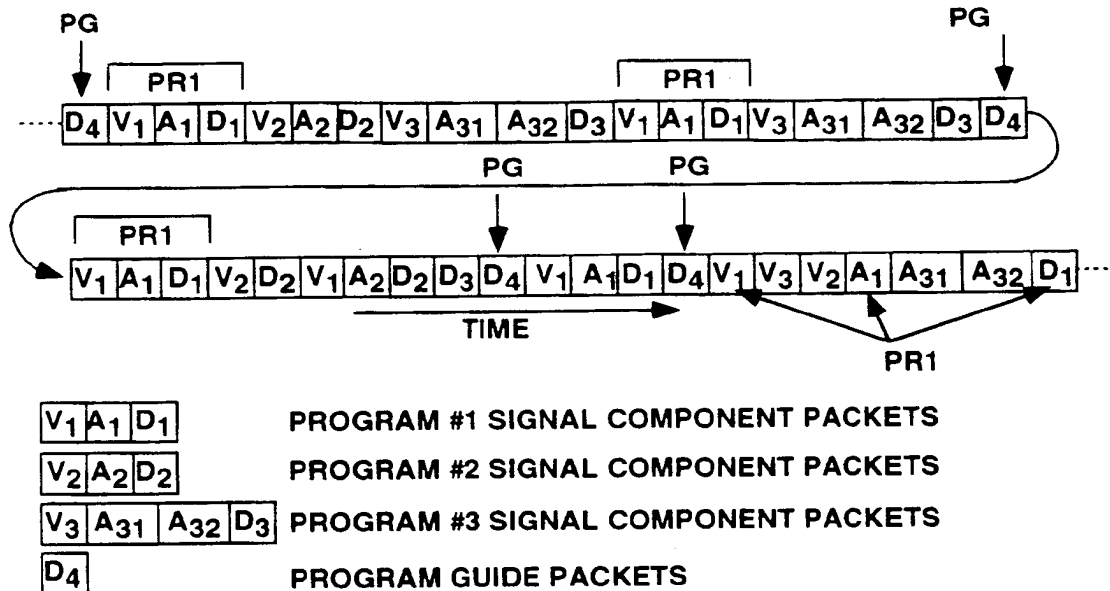 PG PG
PR1 PR1
D4 V1 A1 D1 V2 A2 D2 V3 A31 A32 D3 V1 A1 D1 V3 A31 A32 D3 D4
PG PG
PR1
V1 A1 D1 V2 D2 V1 A2 D2 D3 D4 V1 A1 D1 D4 V1 V3 V2 A1 A31 A32 D1
TIME
PR1
V1 A1 D1 PROGRAM #1 SIGNAL COMPONENT PACKETS
V2 A2 D2 PROGRAM #2 SIGNAL COMPONENT PACKETS
V3 A31 A32 D3 PROGRAM #3 SIGNAL COMPONENT PACKETS
D4 PROGRAM GUIDE PACKETS